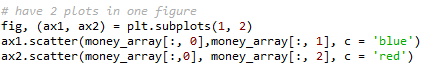 # have 2 plots in one figure
fig, (ax1, ax2) = plt.subplots(1, 2)
ax1.scatter(money_array[:, 0],money_array[:, 1], c = 'blue')
ax2.scatter(money_array[:,0], money_array[:, 2], c = 'red')